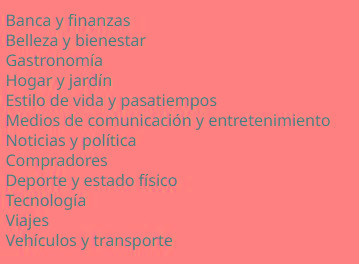 Banca y finanzas
Belleza y bienestar
Gastronomía
Hogar y jardín
Estilo de vida y pasatiempos
Medios de comunicación y entretenimiento
Noticias y política
Compradores
Deporte y estado físico
Tecnología
Viajes
Vehículos y transporte